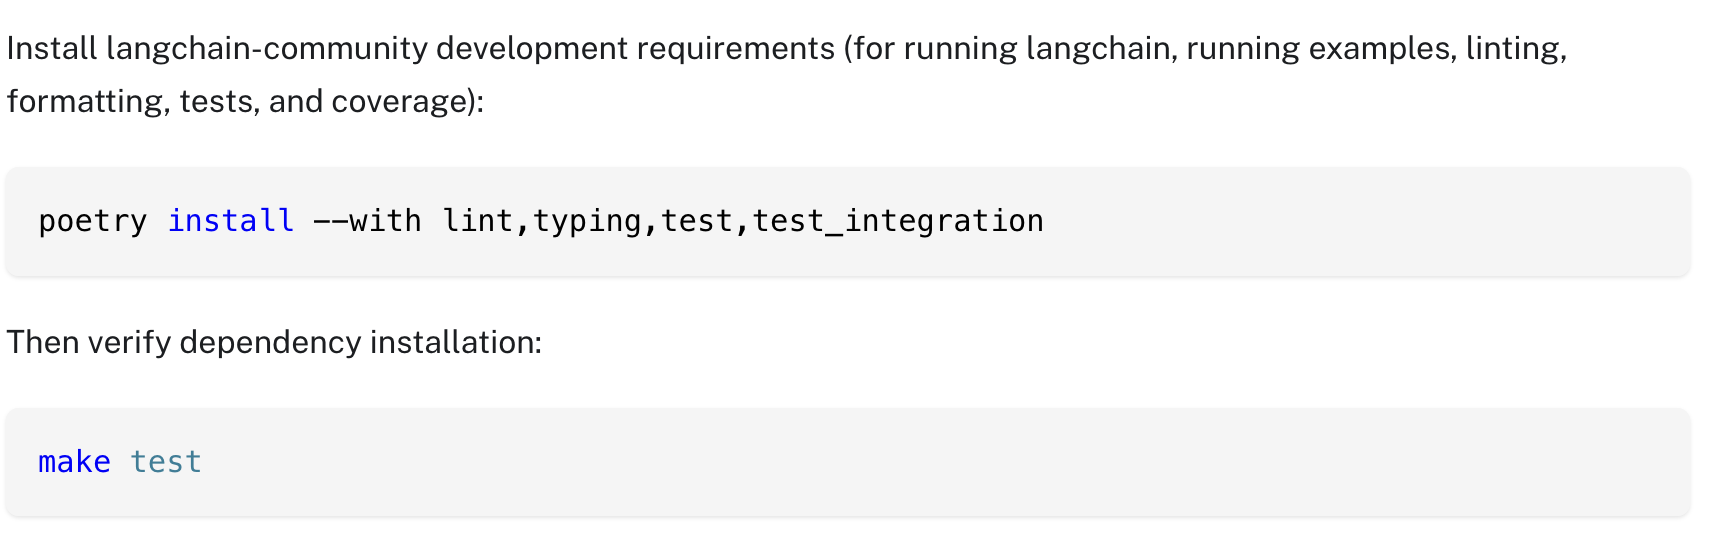 Install langchain-community development requirements (for running langchain, running examples, linting,
formatting, tests, and coverage):
poetry install --with lint,typing,test,test_integration
Then verify dependency installation:
make test